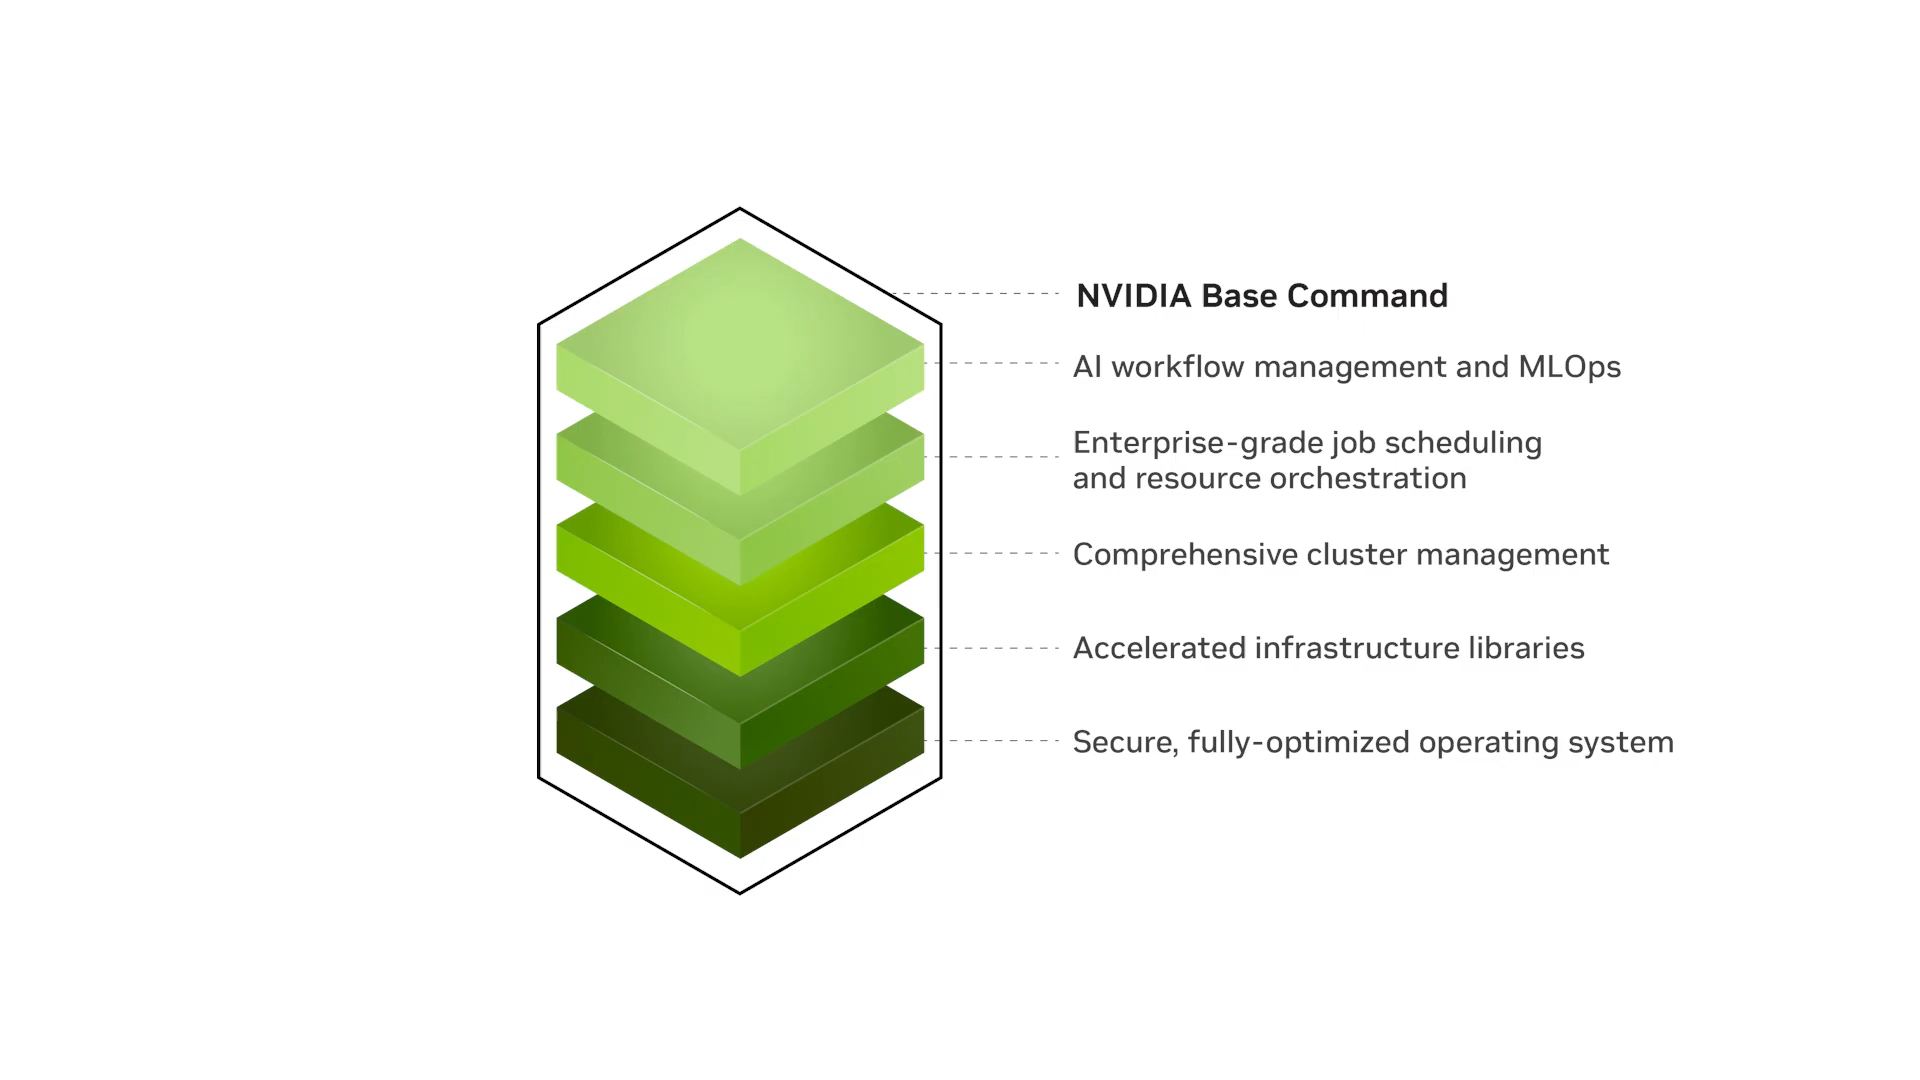 NVIDIA Base Command
AI workflow management and MLOps
Enterprise-grade job scheduling
and resource orchestration
Comprehensive cluster management
Accelerated infrastructure libraries
Secure, fully-optimized operating system